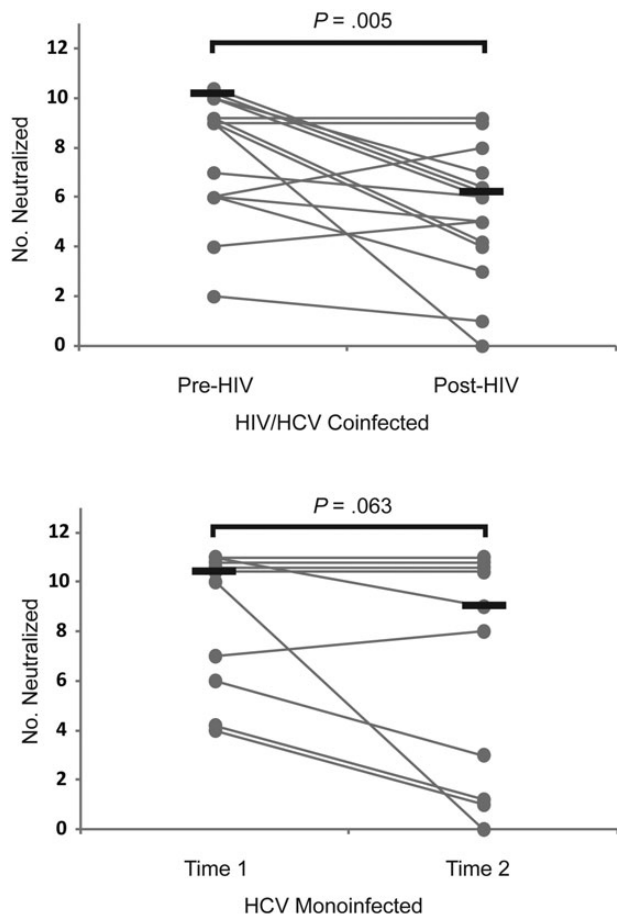 P = .005
12
10
8
6
4
2
0
No. Neutralized
Pre-HIV Post-HIV
HIV/HCV Coinfected
P = .063
12
10
8
6
4
2
0
No. Neutralized
Time 1 Time 2
HCV Monoinfected